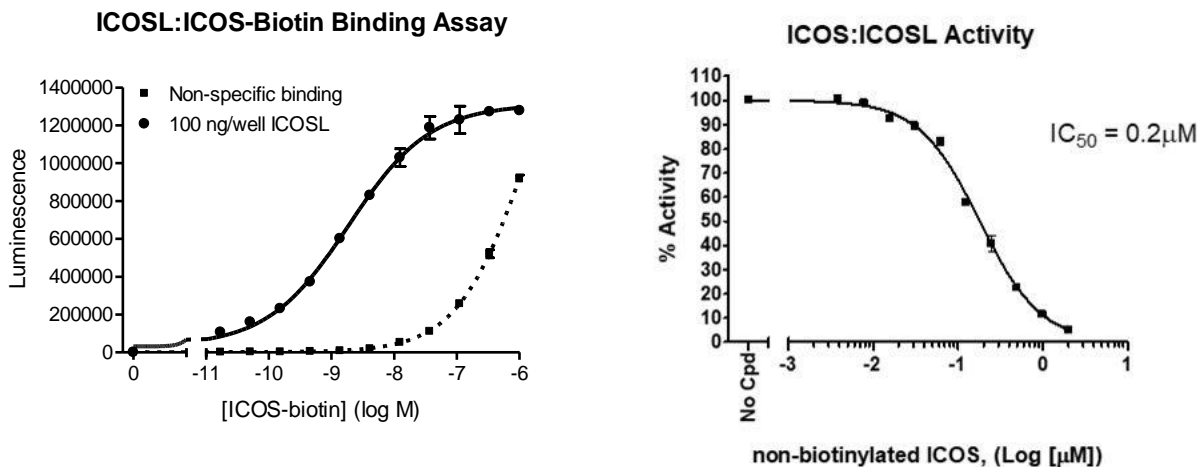 ICOSL:ICOS-Biotin Binding Assay
1400000
1200000
1000000
800000
600000
400000
200000
0
Luminescence
Non-specific binding
100 ng/well ICOSL
0 -11 -10 -9 -8 -7 -6
[ICOS-biotin] (log M)
ICOS:ICOSL Activity
110
100
90
80
70
60
50
40
30
20
10
0
% Activity
IC50 = 0.2μM
No Cpd -3 -2 -1 0 1
non-biotinylated ICOS, (Log [μM])